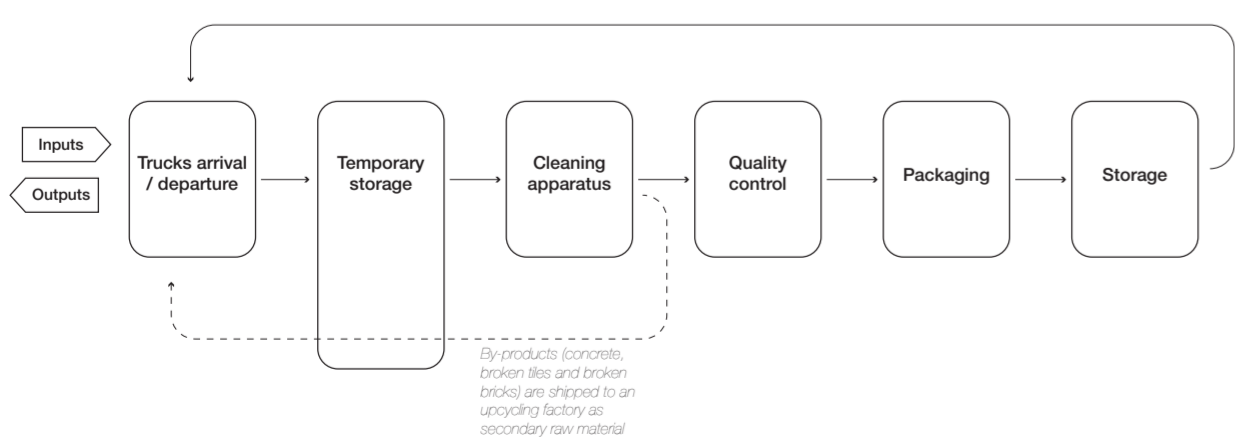 Inputs
Outputs
Trucks arrival
/ departure
Temporary
storage
Cleaning
apparatus
Quality
control
Packaging
Storage
By-products (concrete,
broken tiles and broken
bricks) are shipped to an
upcycling factory as
secondary raw material